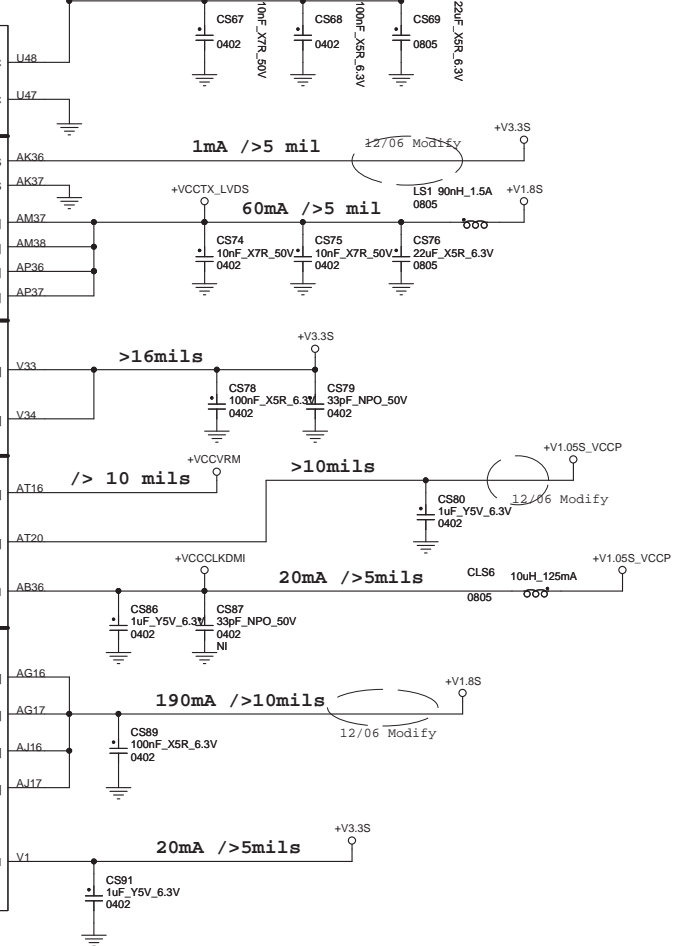 CS67
0402
10nF_X7R_50V
CS68
0402
100nF_X5R_6.3V
CS69
0805
22uF_X5R_6.3V
U48
U47
1mA />5 mil
12/06 Modify
+V3.3S
AK36
AK37
LS1 90nH_1.5A
0805
+V1.8S
+VCCTX_LVDS
60mA />5 mil
AM37
AM38
AP36
AP37
CS74
10nF_X7R_50V
0402
CS75
10nF_X7R_50V
0402
CS76
22uF_X5R_6.3V
0805
+V3.3S
>16mils
V33
V34
CS78
100nF_X5R_6.3V
0402
CS79
33pF_NPO_50V
0402
+VCCVRM
/> 10 mils
AT16
>10mils
+V1.05S_VCCP
12/06 Modify
CS80
1uF_Y5V_6.3V
0402
AT20
+VCCCLKDMI
20mA />5mils
CLS6
0805
10uH_125mA
+V1.05S_VCCP
AB36
CS86
1uF_Y5V_6.3V
0402
CS87
33pF_NPO_50V
0402
NI
AG16
AG17
AJ16
AJ17
190mA />10mils
+V1.8S
12/06 Modify
CS89
100nF_X5R_6.3V
0402
+V3.3S
20mA />5mils
V1
CS91
1uF_Y5V_6.3V
0402